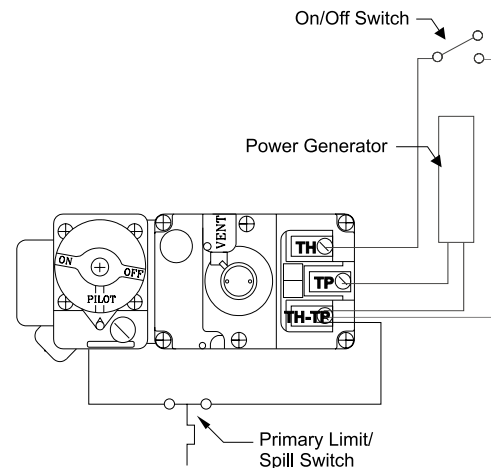 On/Off Switch
Power Generator
VENT
TH
ON
OFF
TP
PILOT
TH-TP
Primary Limit/
Spill Switch